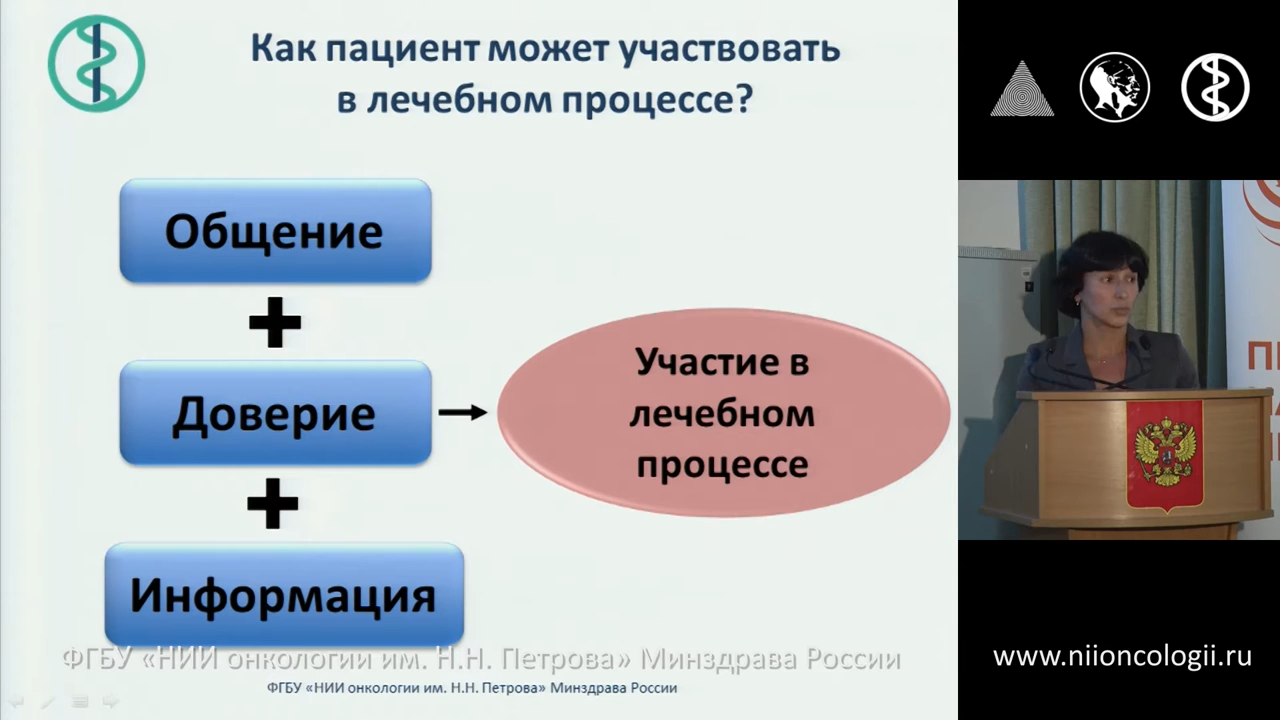 Как пациент может участвовать
в лечебном процессе?
Общение
+
Доверие
+
Информация
Участие в
лечебном
процессе
ФГБУ «НИИ онкологии им. Н.Н. Петрова» Минздрава России
ФГБУ «НИИ онкологии им. Н.Н. Петрова» Минздрава России
www.niioncologii.ru